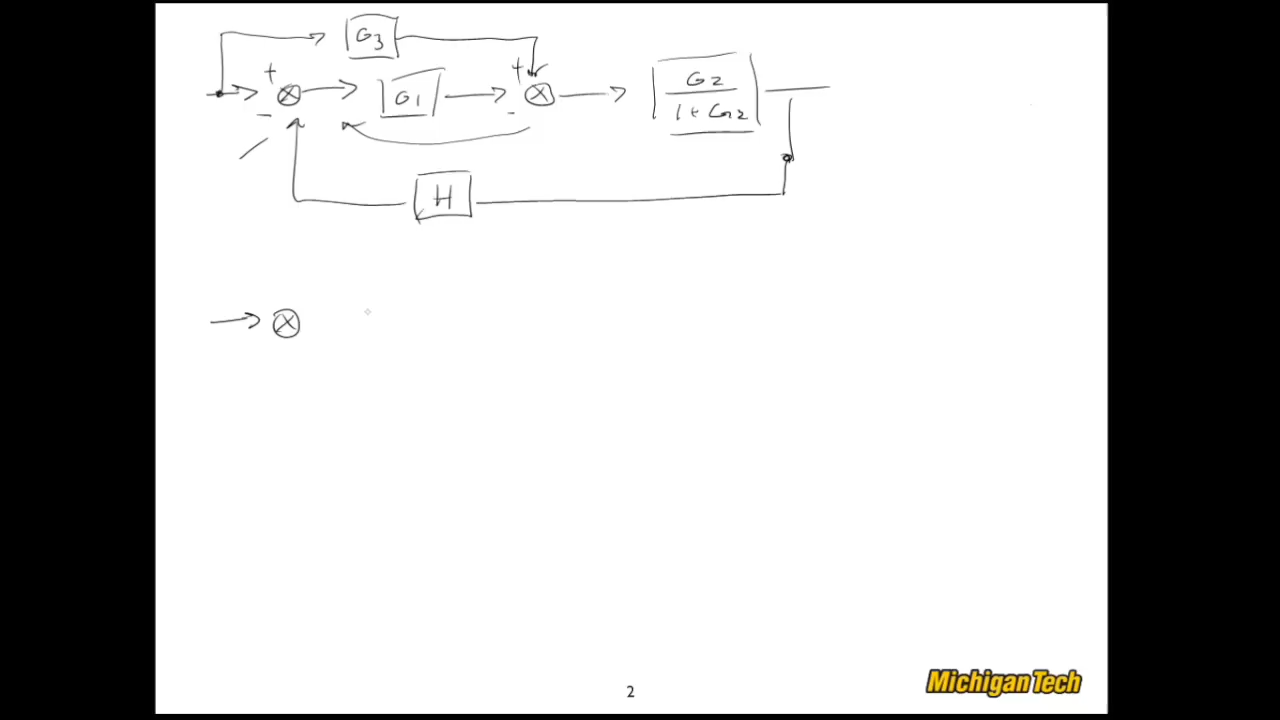 G3
+ +
G1
G2
1 + G2
- -
H
2
Michigan Tech